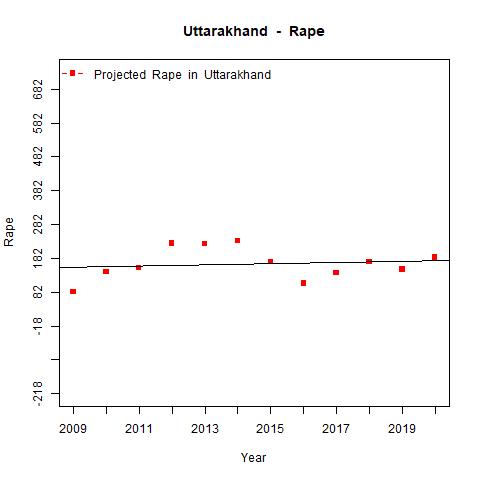 Uttarakhand - Rape
Projected Rape in Uttarakhand
682
582
482
382
282
182
82
-18
-218
Rape
2009 2011 2013 2015 2017 2019
Year